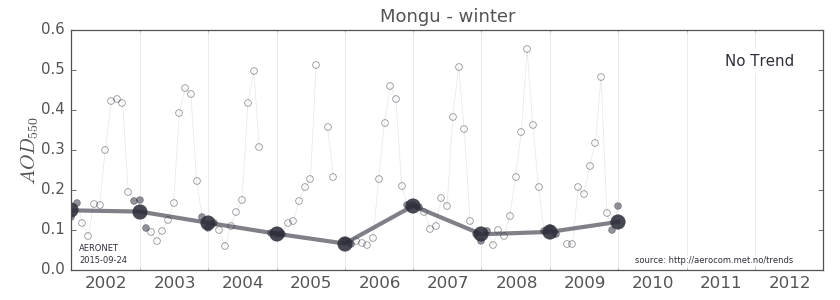 Mongu - winter
0.6
0.5
0.4
0.3
0.2
0.1
0.0
AOD550
No Trend
AERONET
2015-09-24
source: http://aerocom.met.no/trends
2002 2003 2004 2005 2006 2007 2008 2009 2010 2011 2012